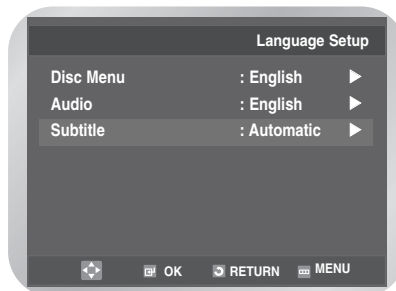 Language Setup
Disc Menu : English
Audio : English
Subtitle : Automatic
OK RETURN MENU